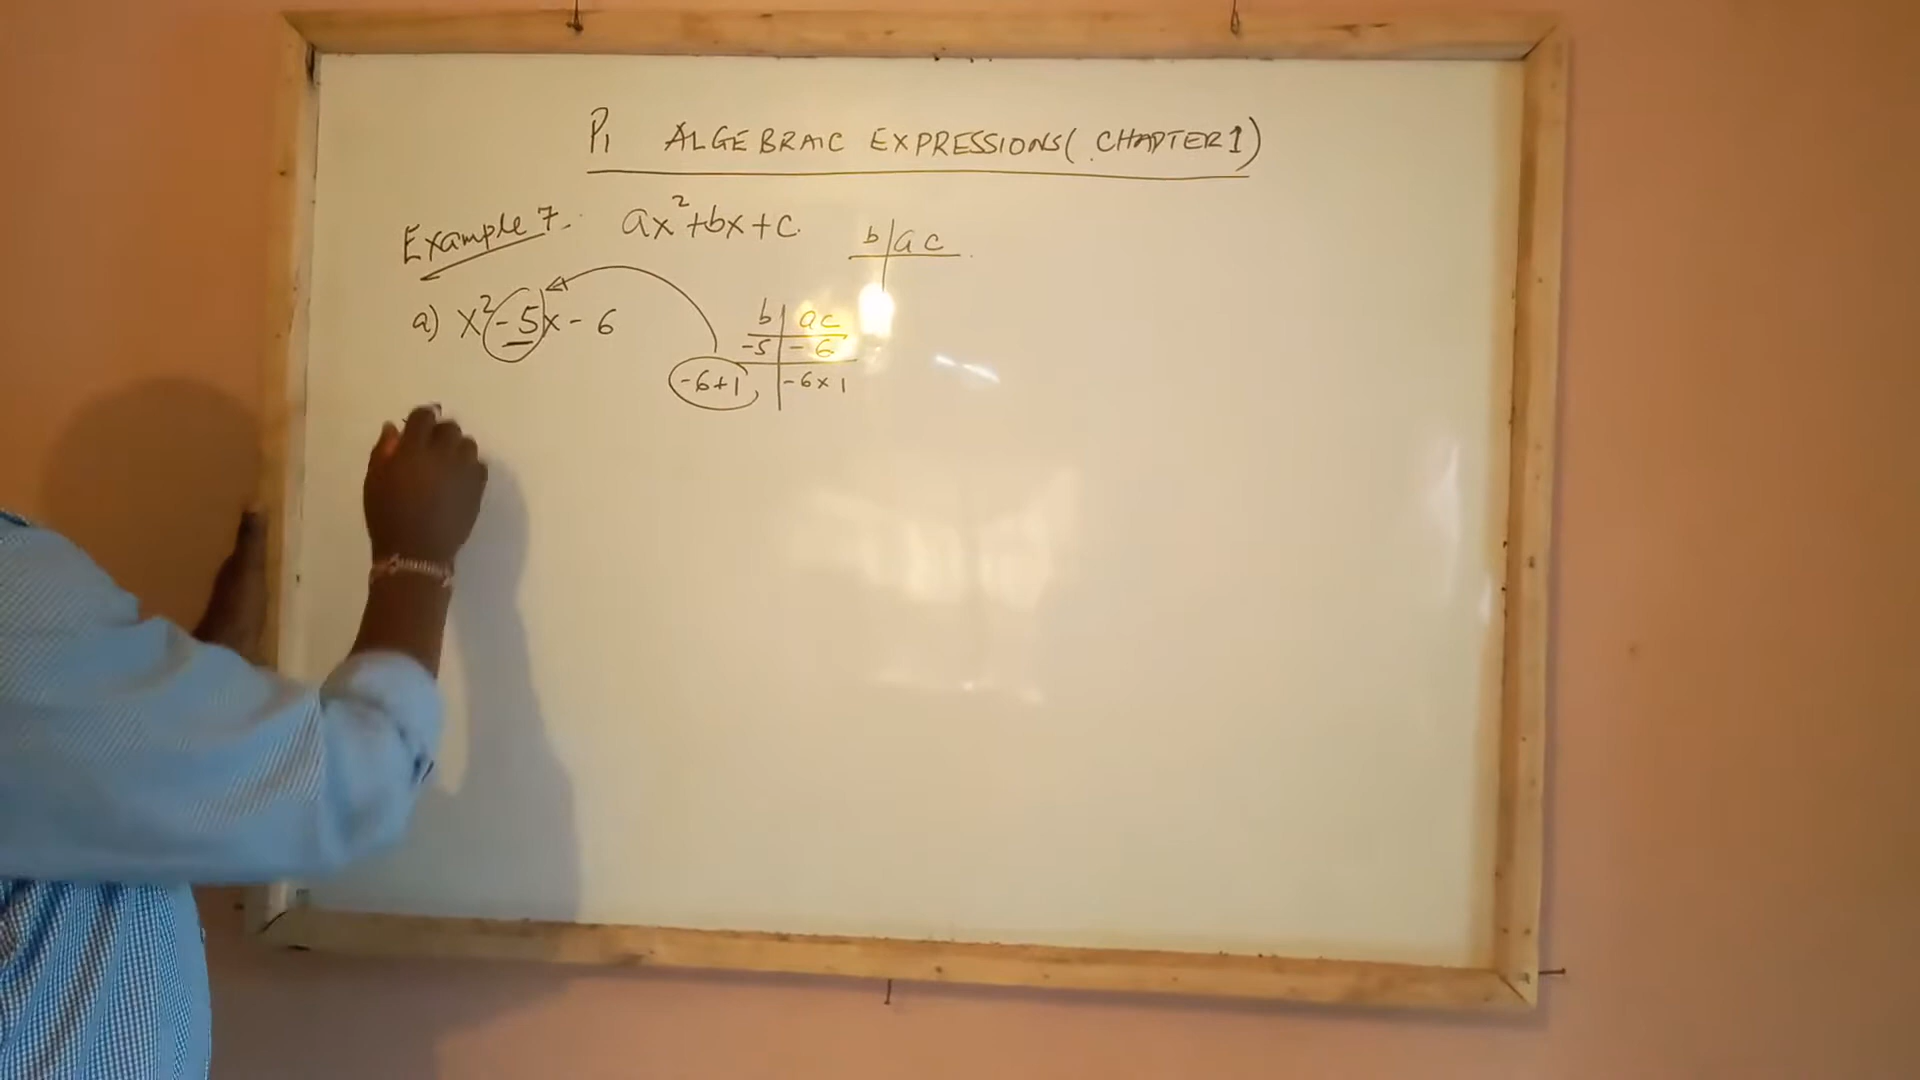 P1 ALGEBRAIC EXPRESSIONS( CHAPTER 1)
Example 7. ax²+bx+c.
b | a c
a) x² - 5x - 6
b | ac
-5 | - 6
-6+1 | -6 x 1